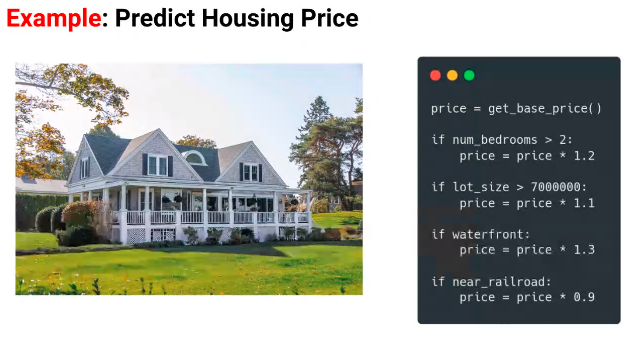 Example: Predict Housing Price
price = get_base_price()
if num_bedrooms > 2:
price = price * 1.2
if lot_size > 7000000:
price = price * 1.1
if waterfront:
price = price * 1.3
if near_railroad:
price = price * 0.9